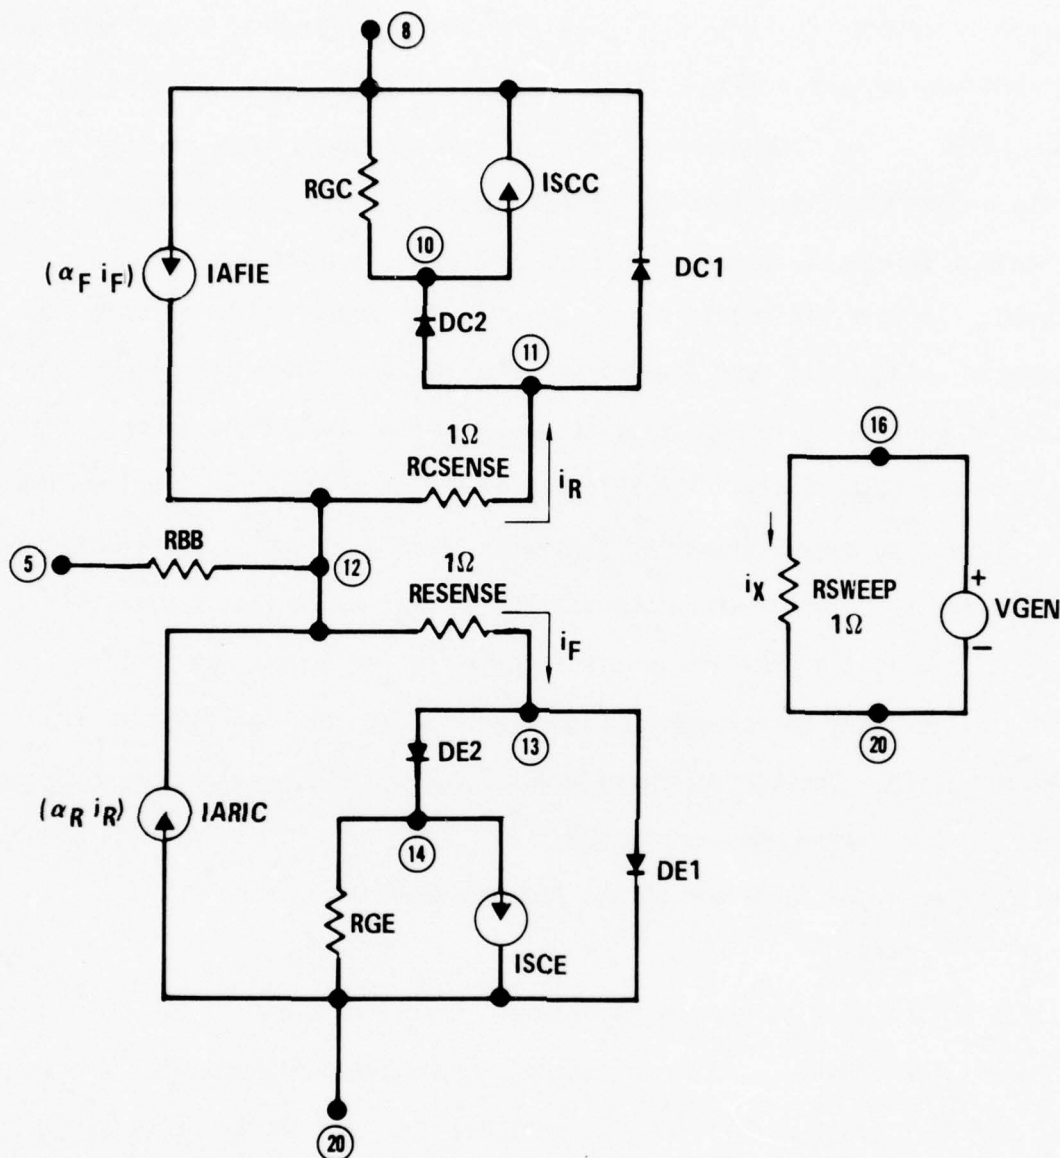 8
RGC
ISCC
10
(αF iF)
IAFIE
DC1
DC2
11
16
1Ω
RCSENSE
iR
RBB
5
12
1Ω
RESENSE
iX
RSWEEP
1Ω
+
VGEN
−
iF
13
20
DE2
(αR iR)
IARIC
14
DE1
RGE
ISCE
20